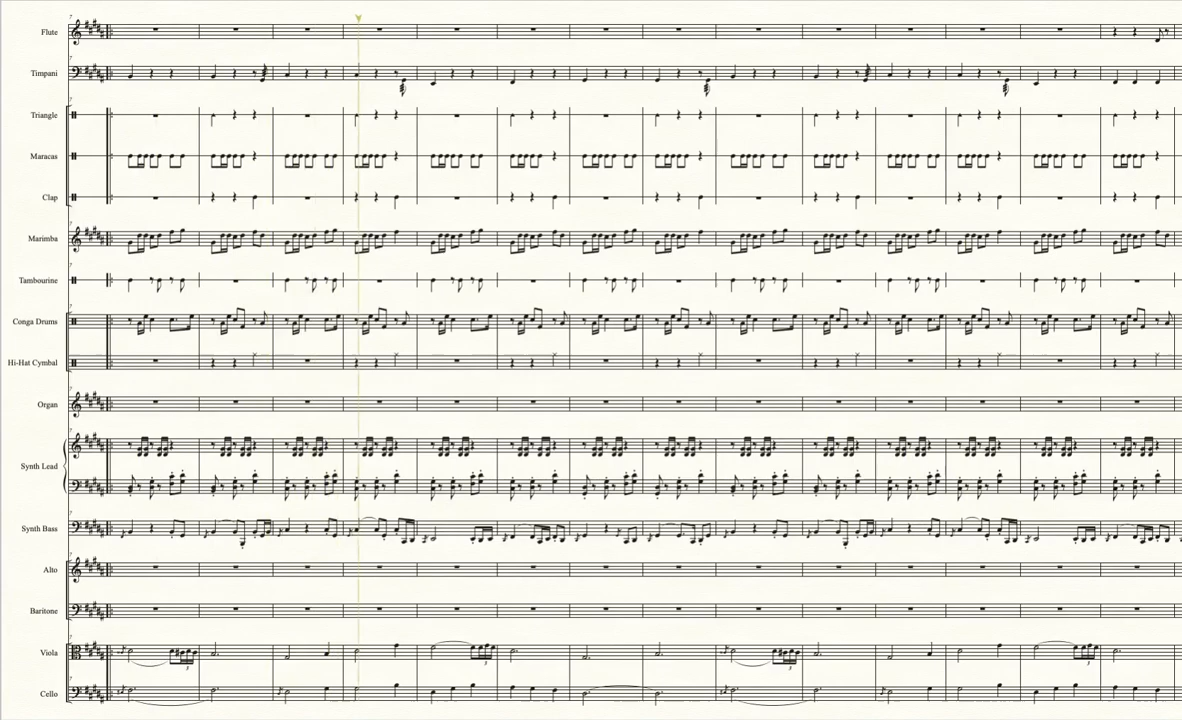 Flute
Timpani
Triangle
Maracas
Clap
Marimba
Tambourine
Conga Drums
Hi-Hat Cymbal
Organ
Synth Lead
Synth Bass
Alto
Baritone
Viola
Cello